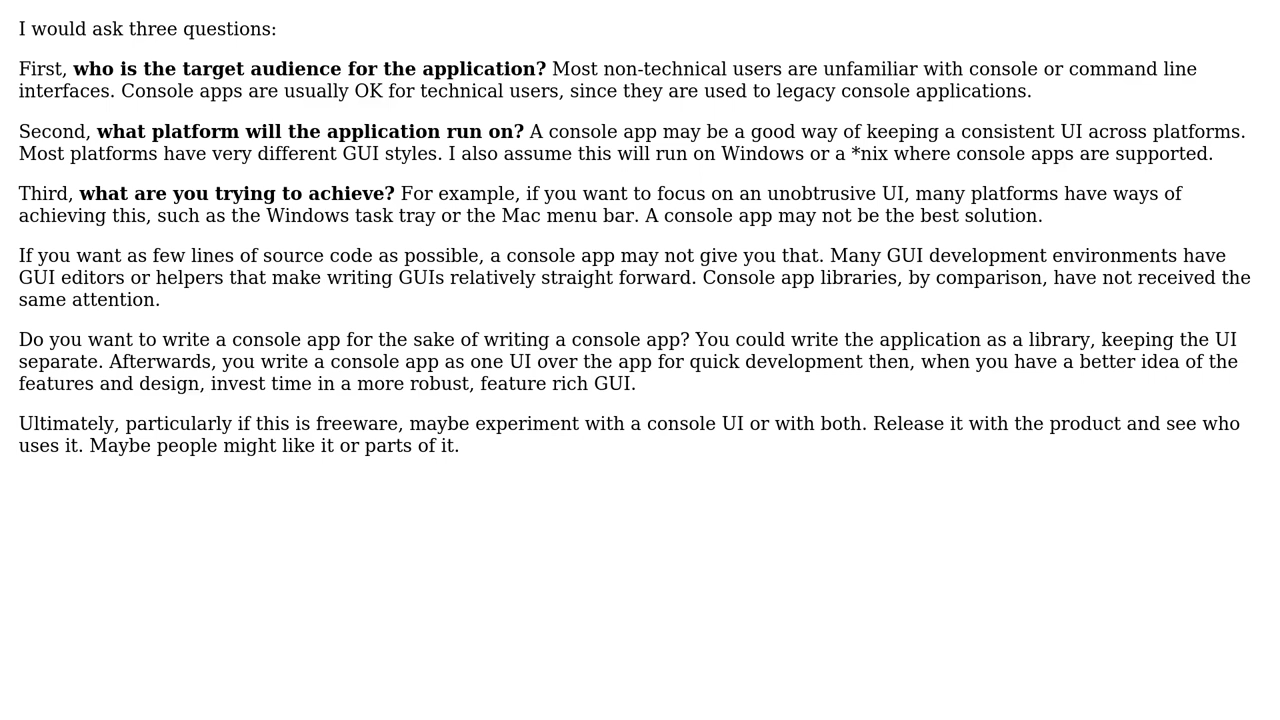 I would ask three questions:
First, who is the target audience for the application? Most non-technical users are unfamiliar with console or command line
interfaces. Console apps are usually OK for technical users, since they are used to legacy console applications.
Second, what platform will the application run on? A console app may be a good way of keeping a consistent UI across platforms.
Most platforms have very different GUI styles. I also assume this will run on Windows or a *nix where console apps are supported.
Third, what are you trying to achieve? For example, if you want to focus on an unobtrusive UI, many platforms have ways of
achieving this, such as the Windows task tray or the Mac menu bar. A console app may not be the best solution.
If you want as few lines of source code as possible, a console app may not give you that. Many GUI development environments have
GUI editors or helpers that make writing GUIs relatively straight forward. Console app libraries, by comparison, have not received the
same attention.
Do you want to write a console app for the sake of writing a console app? You could write the application as a library, keeping the UI
separate. Afterwards, you write a console app as one UI over the app for quick development then, when you have a better idea of the
features and design, invest time in a more robust, feature rich GUI.
Ultimately, particularly if this is freeware, maybe experiment with a console UI or with both. Release it with the product and see who
uses it. Maybe people might like it or parts of it.